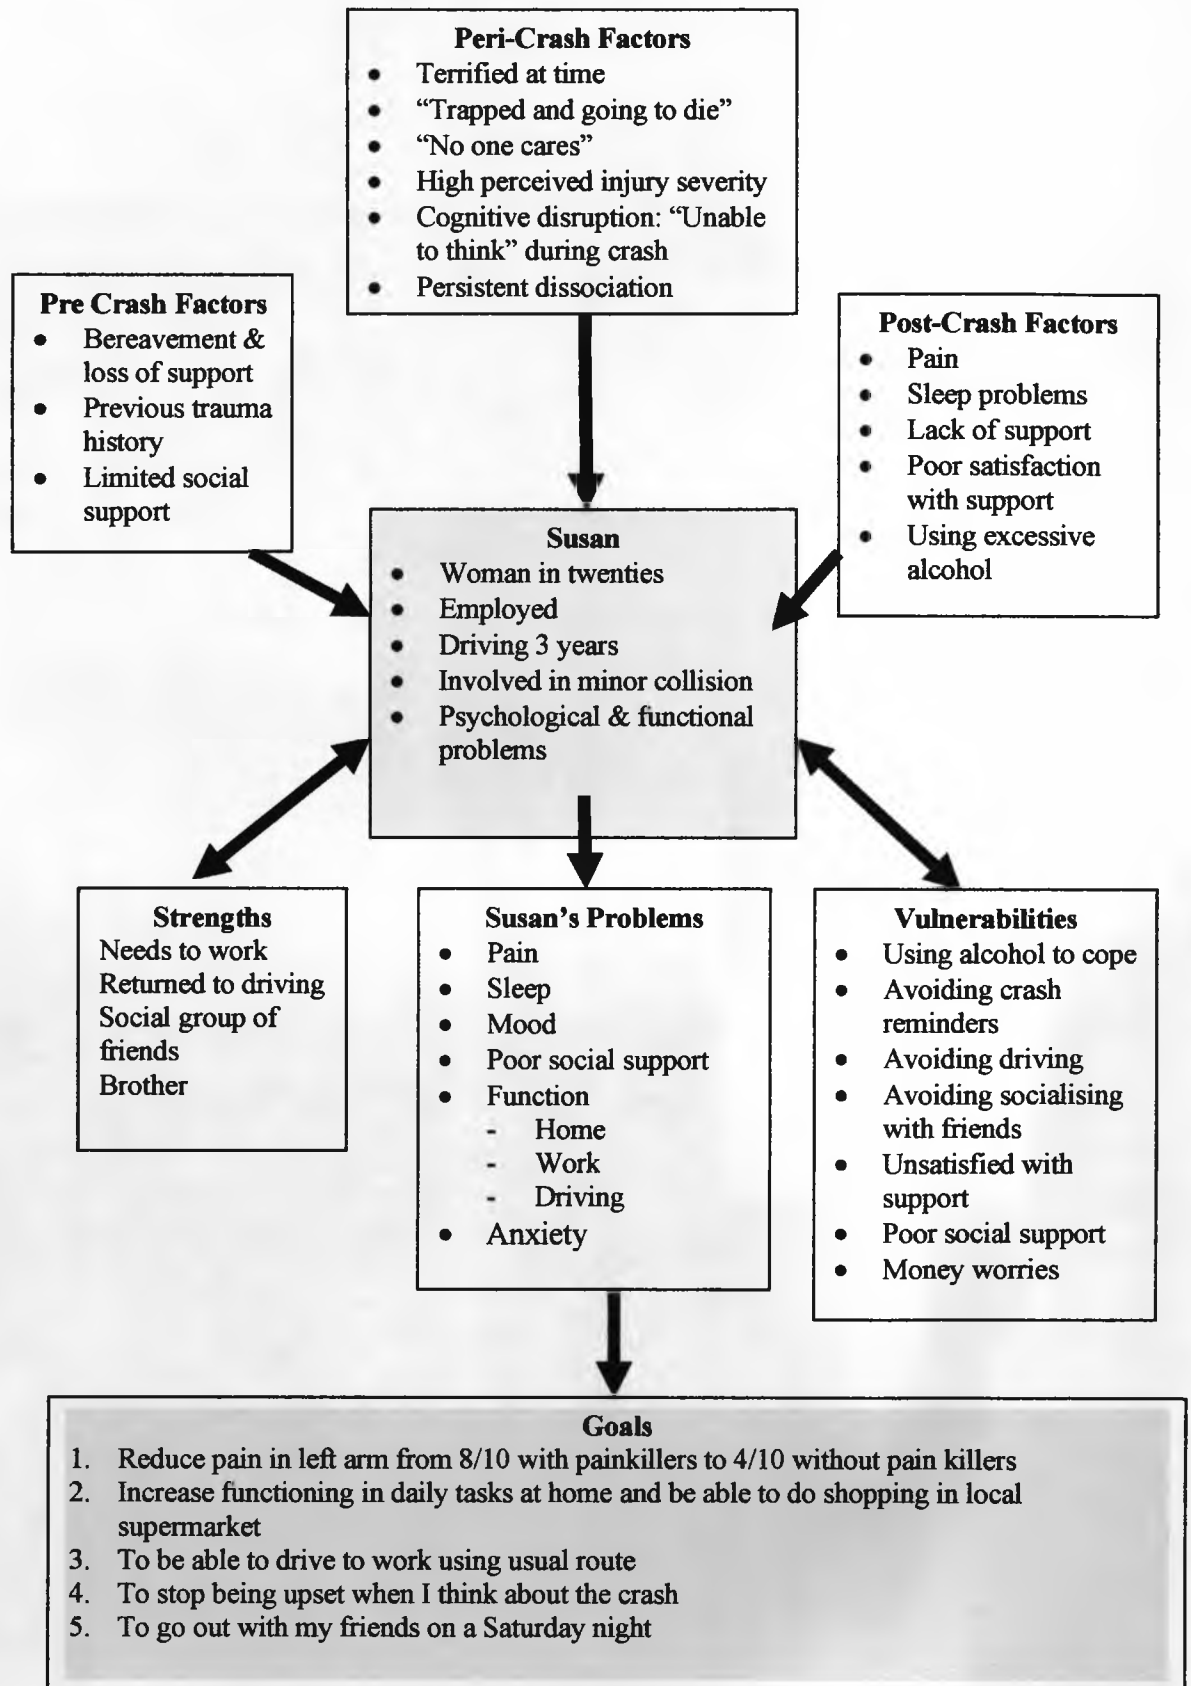 Peri-Crash Factors
• Terrified at time
• “Trapped and going to die”
• “No one cares”
• High perceived injury severity
• Cognitive disruption: “Unable
to think” during crash
• Persistent dissociation
Pre Crash Factors
• Bereavement &
loss of support
• Previous trauma
history
• Limited social
support
Post-Crash Factors
• Pain
• Sleep problems
• Lack of support
• Poor satisfaction
with support
• Using excessive
alcohol
Susan
• Woman in twenties
• Employed
• Driving 3 years
• Involved in minor collision
• Psychological & functional
problems
Strengths
Needs to work
Returned to driving
Social group of
friends
Brother
Susan’s Problems
• Pain
• Sleep
• Mood
• Poor social support
• Function
- Home
- Work
- Driving
• Anxiety
Vulnerabilities
• Using alcohol to cope
• Avoiding crash
reminders
• Avoiding driving
• Avoiding socialising
with friends
• Unsatisfied with
support
• Poor social support
• Money worries
Goals
1. Reduce pain in left arm from 8/10 with painkillers to 4/10 without pain killers
2. Increase functioning in daily tasks at home and be able to do shopping in local
supermarket
3. To be able to drive to work using usual route
4. To stop being upset when I think about the crash
5. To go out with my friends on a Saturday night